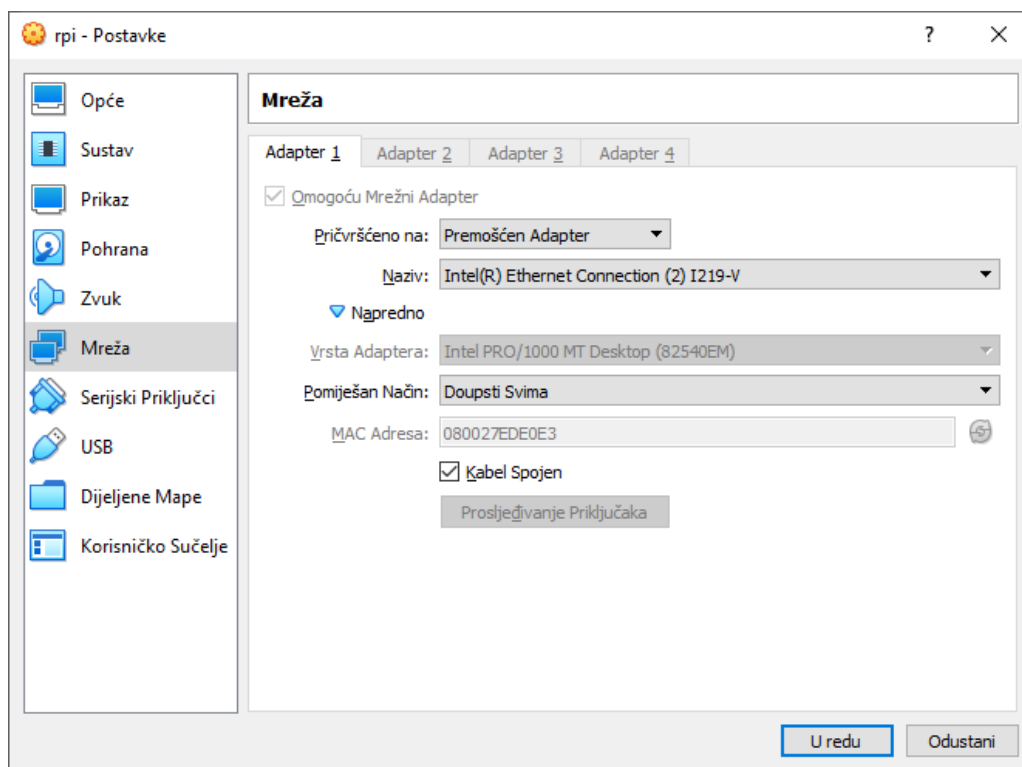 rpi - Postavke
?
Opće
Sustav
Prikaz
Pohrana
Zvuk
Mreža
Serijski Priključci
USB
Dijeljene Mape
Korisničko Sučelje
Mreža
Adapter 1 Adapter 2 Adapter 3 Adapter 4
Omogoću Mrežni Adapter
Pričvršćeno na: Premošćen Adapter
Naziv: Intel(R) Ethernet Connection (2) I219-V
Napredno
Vrsta Adaptera: Intel PRO/1000 MT Desktop (82540EM)
Pomiješan Način: Doupsti Svima
MAC Adresa: 080027EDE0E3
Kabel Spojen
Prosljeđivanje Priključaka
U redu Odustani